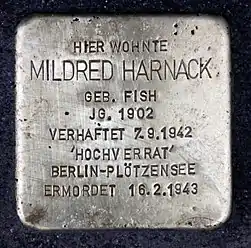 HIER WOHNTE
MILDRED HARNACK
GEB. FISH
JG. 1902
VERHAFTET 7.9.1942
'HOCHVERRAT'
BERLIN-PLÖTZENSEE
ERMORDET 16.2.1943